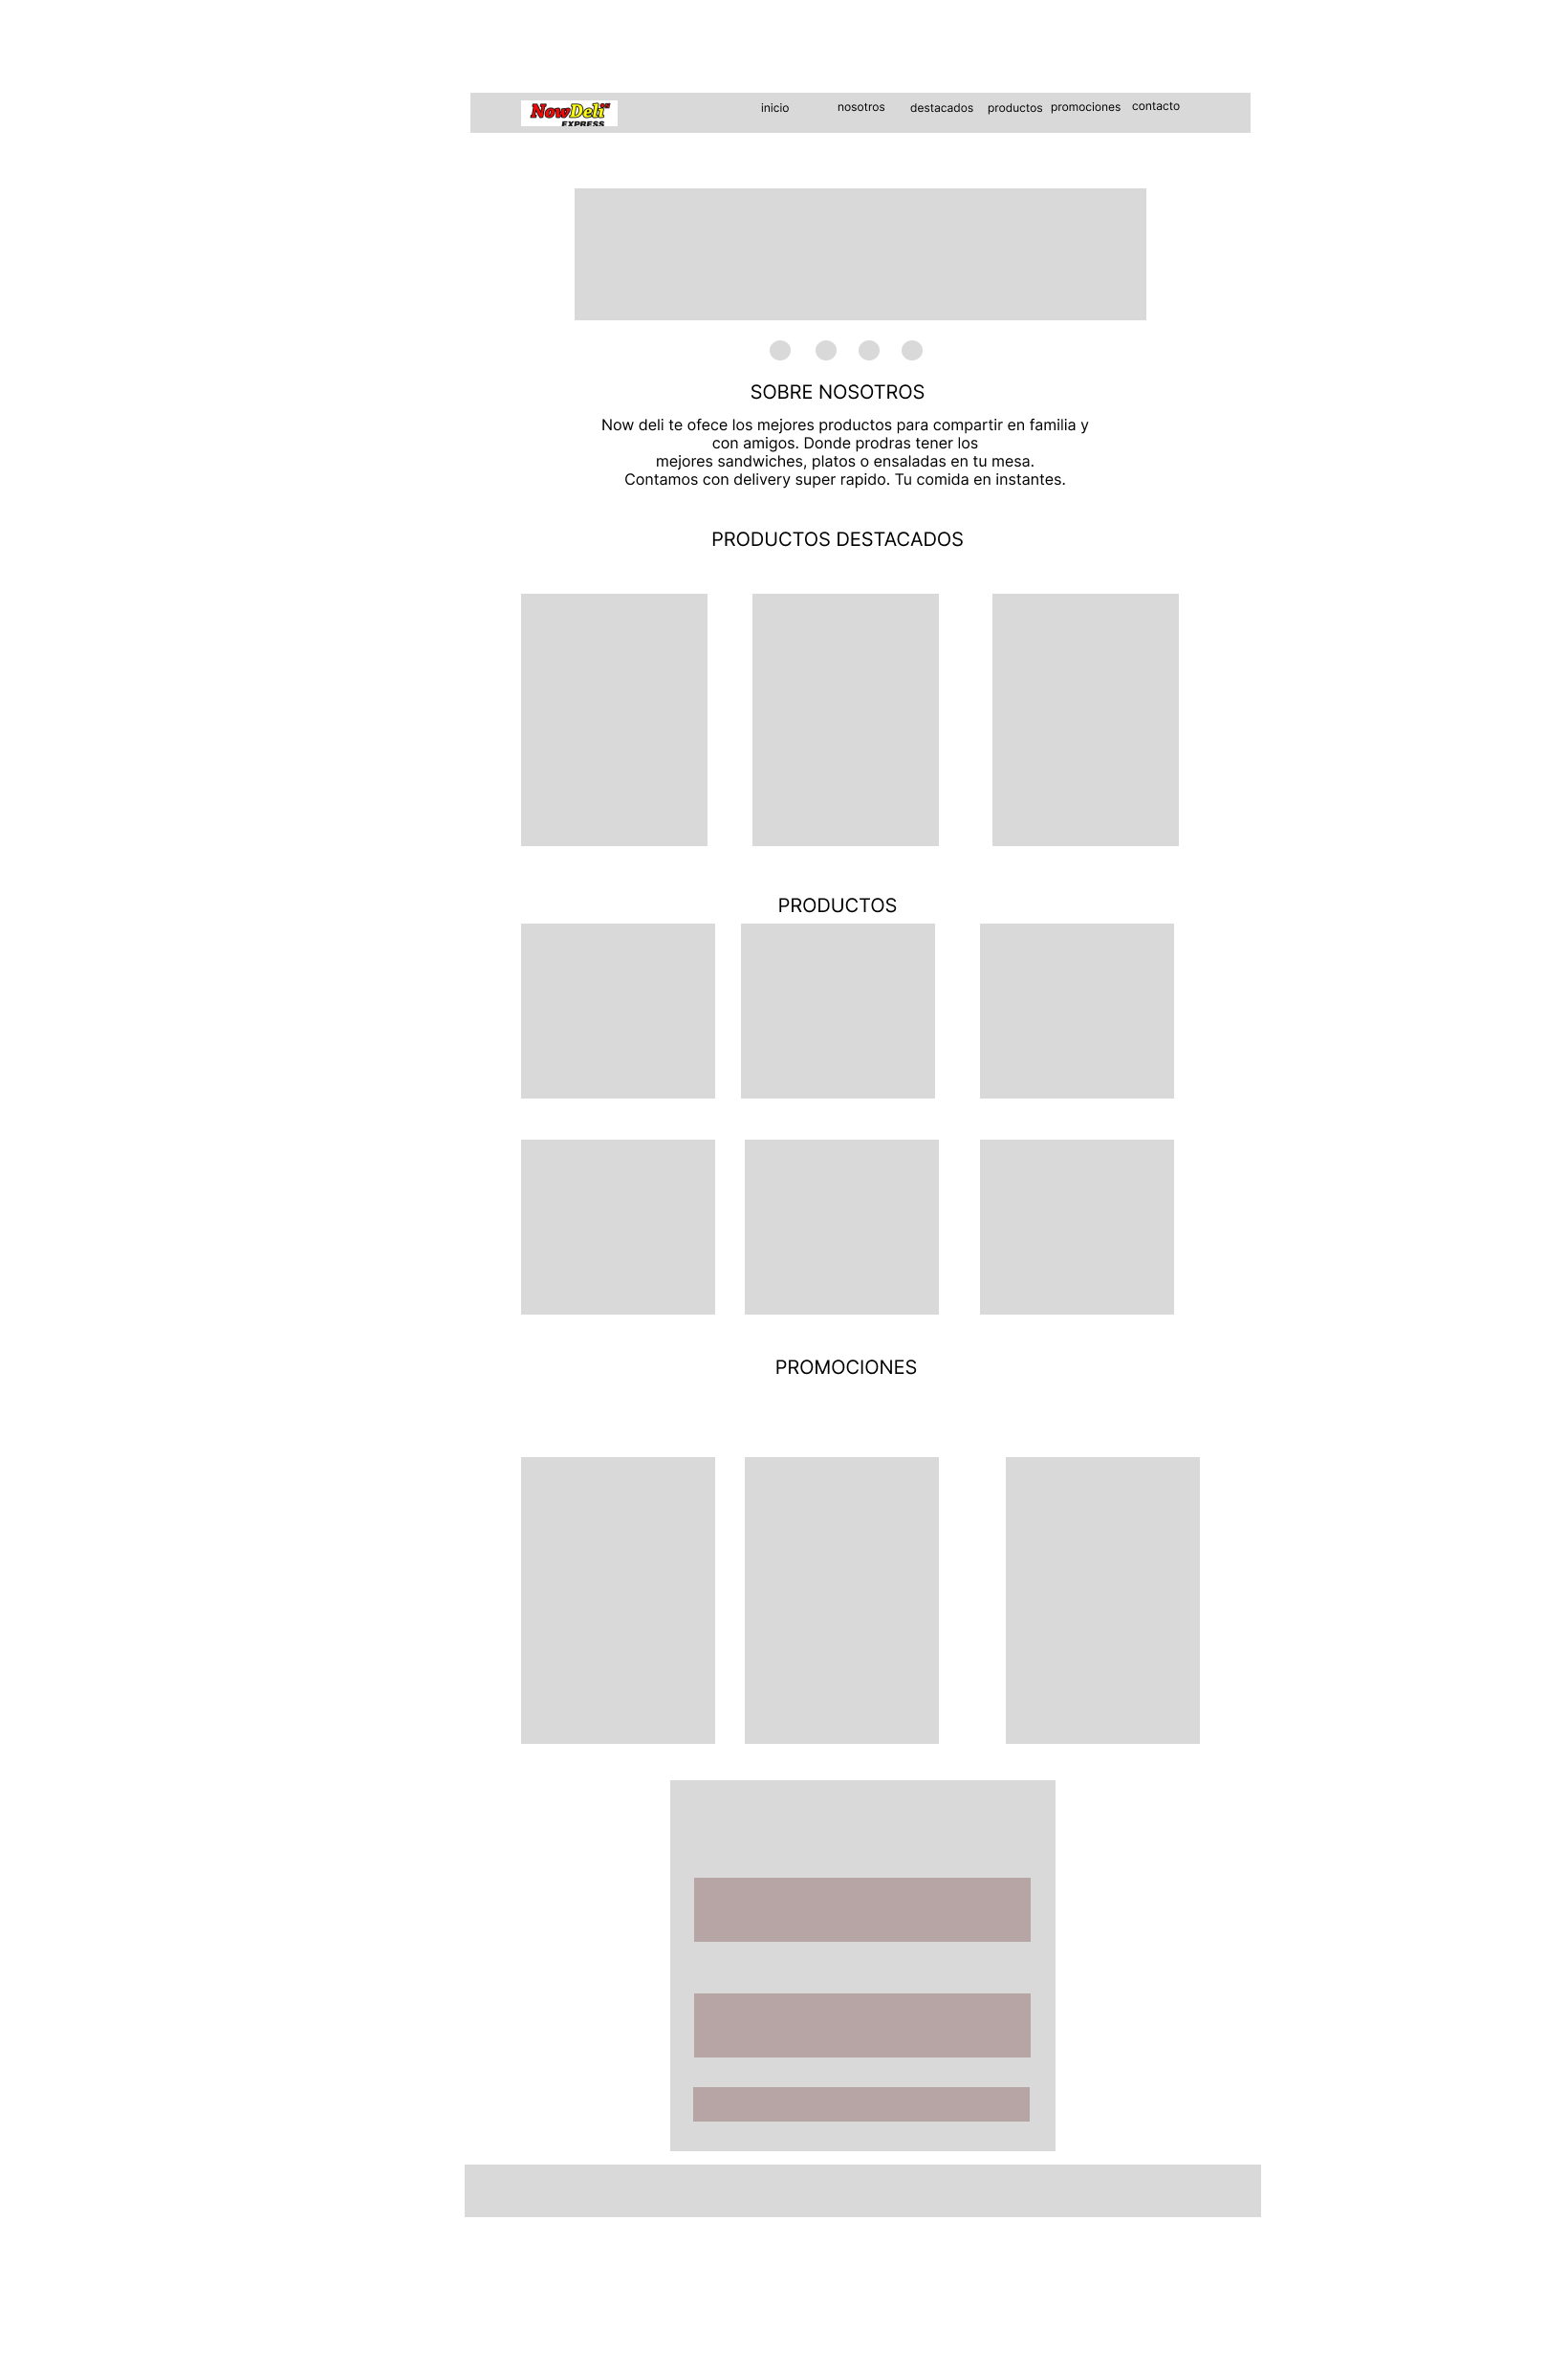 NowDeli
EXPRESS
inicio nosotros destacados productos promociones contacto
SOBRE NOSOTROS
Now deli te ofece los mejores productos para compartir en familia y
con amigos. Donde prodras tener los
mejores sandwiches, platos o ensaladas en tu mesa.
Contamos con delivery super rapido. Tu comida en instantes.
PRODUCTOS DESTACADOS
PRODUCTOS
PROMOCIONES